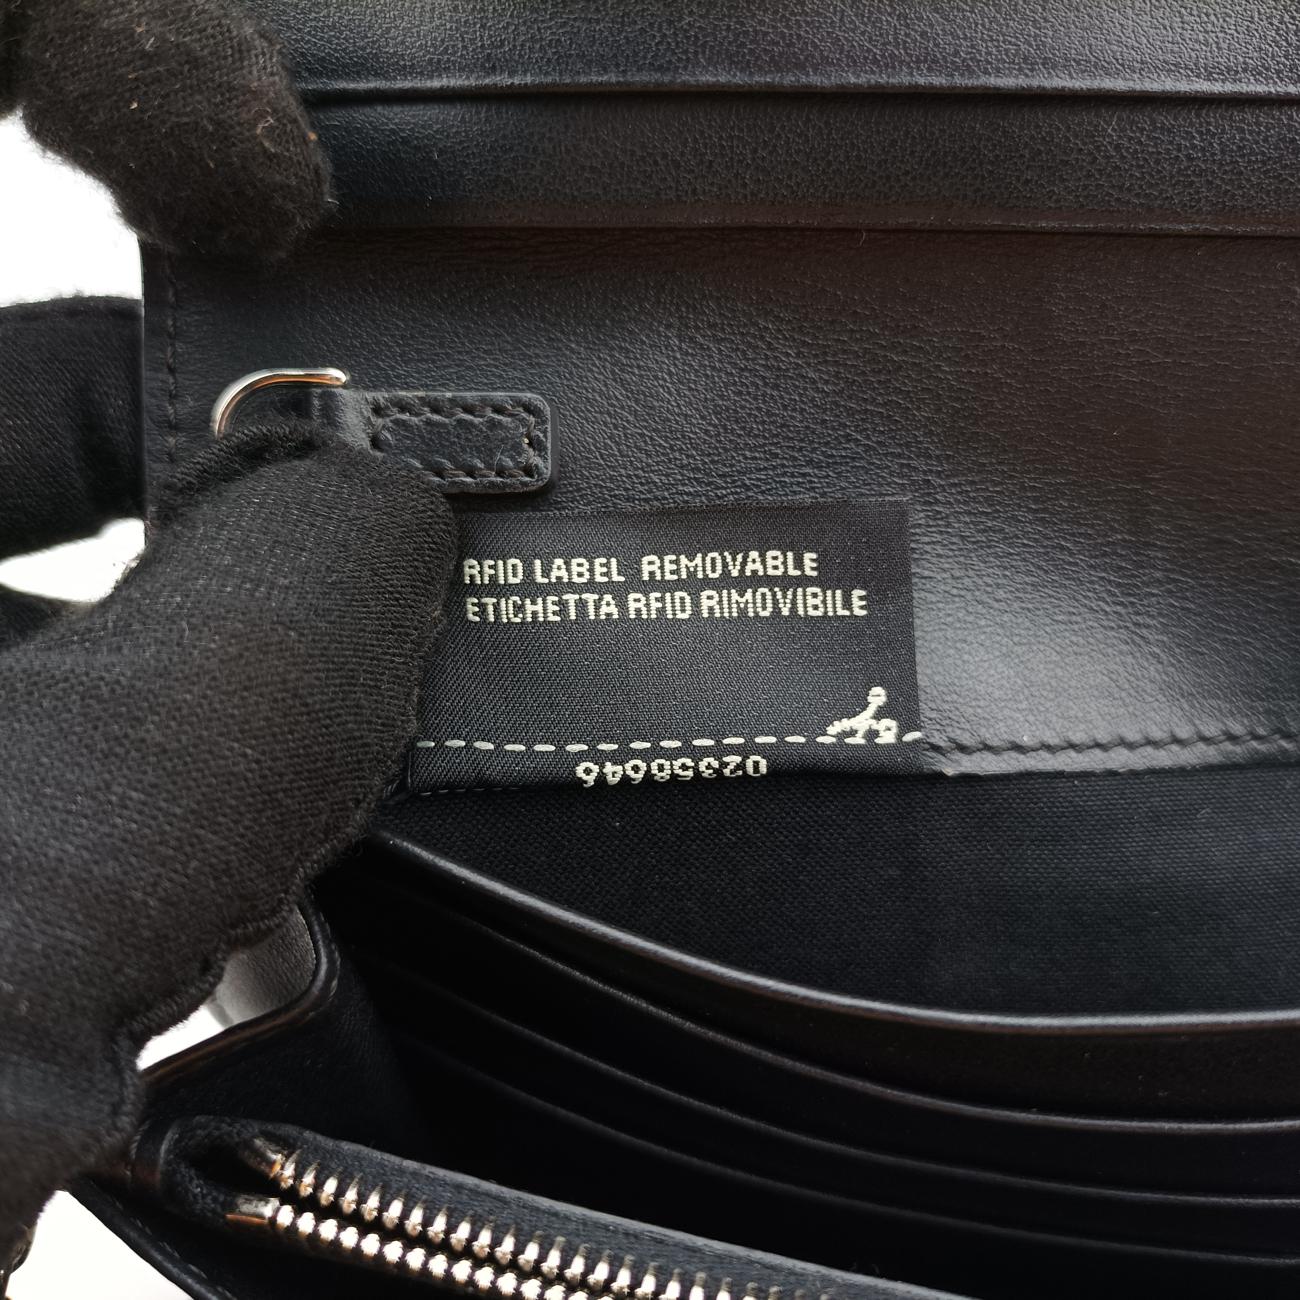 RFID LABEL REMOVABLE
ETICHETTA RFID RIMOVIBILE
02358646